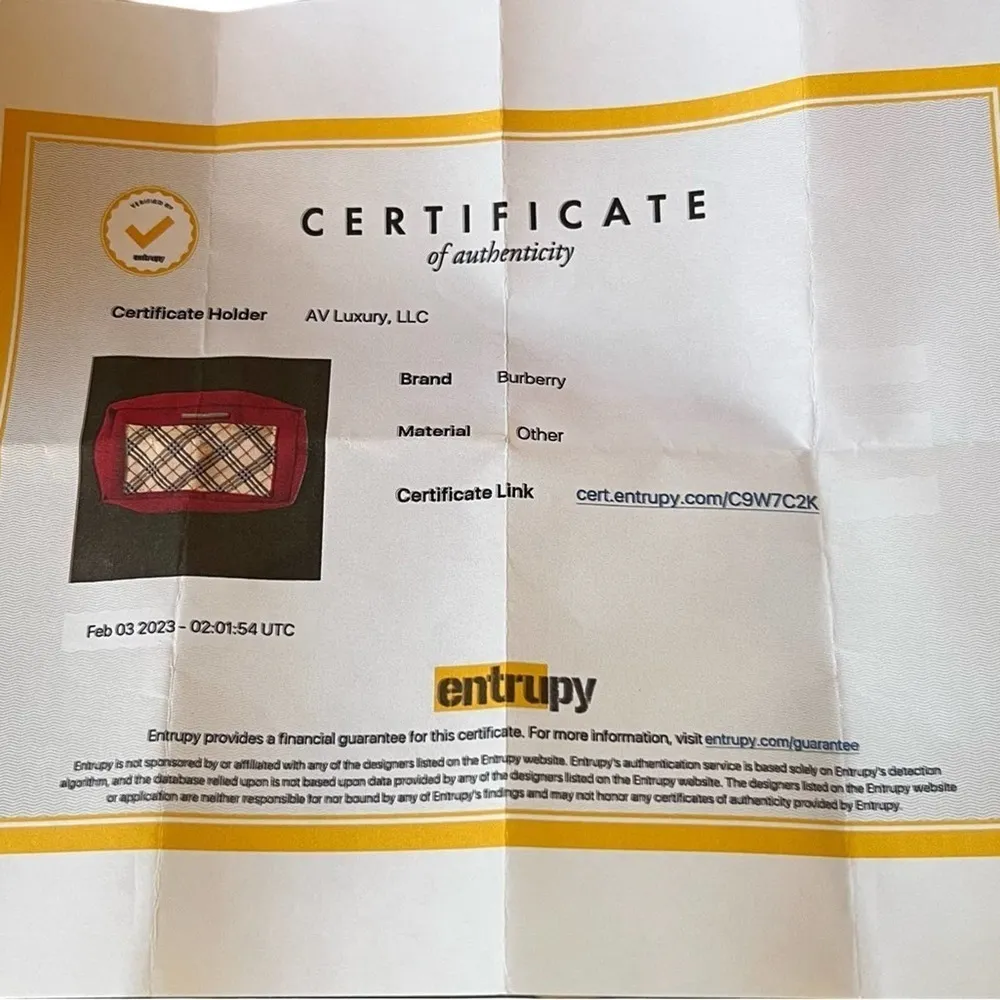 VERIFIED BY
entrupy
CERTIFICATE
of authenticity
Certificate Holder AV Luxury, LLC
Brand Burberry
Material Other
Certificate Link cert.entrupy.com/C9W7C2K
Feb 03 2023 - 02:01:54 UTC
entrupy
Entrupy provides a financial guarantee for this certificate. For more information, visit entrupy.com/guarantee
Entrupy is not sponsored by or affiliated with any of the designers listed on the Entrupy website. Entrupy's authentication service is based solely on Entrupy's detection
algorithm, and the database relied upon is not based upon data provided by any of the designers listed on the Entrupy website. The designers listed on the Entrupy website
or application are neither responsible for nor bound by any of Entrupy's findings and may not honor any certificates of authenticity provided by Entrupy.